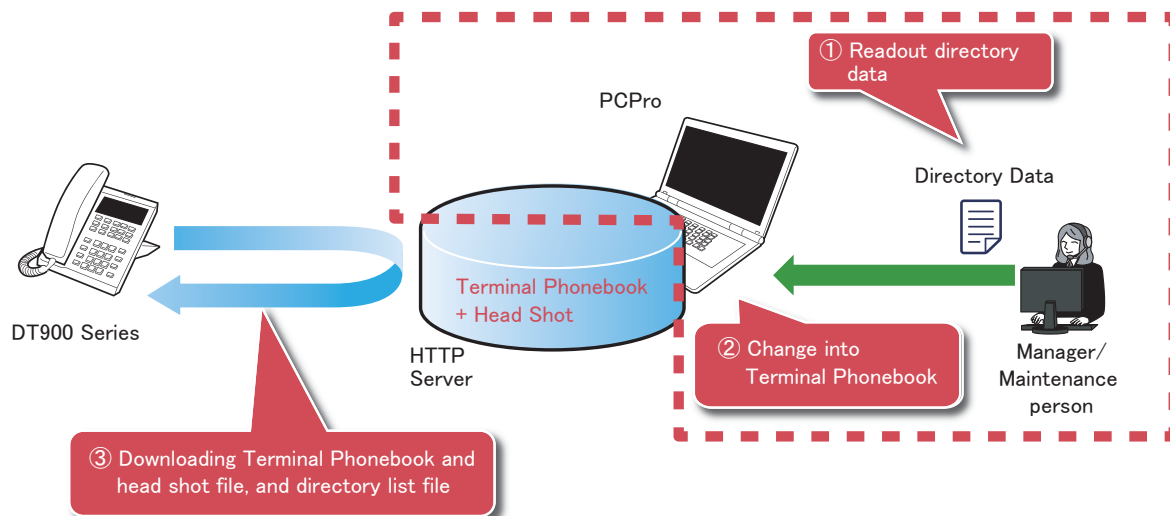 ① Readout directory
data
PCPro
Directory Data
DT900 Series
Terminal Phonebook
+ Head Shot
HTTP
Server
② Change into
Terminal Phonebook
Manager/
Maintenance
person
③ Downloading Terminal Phonebook and
head shot file, and directory list file